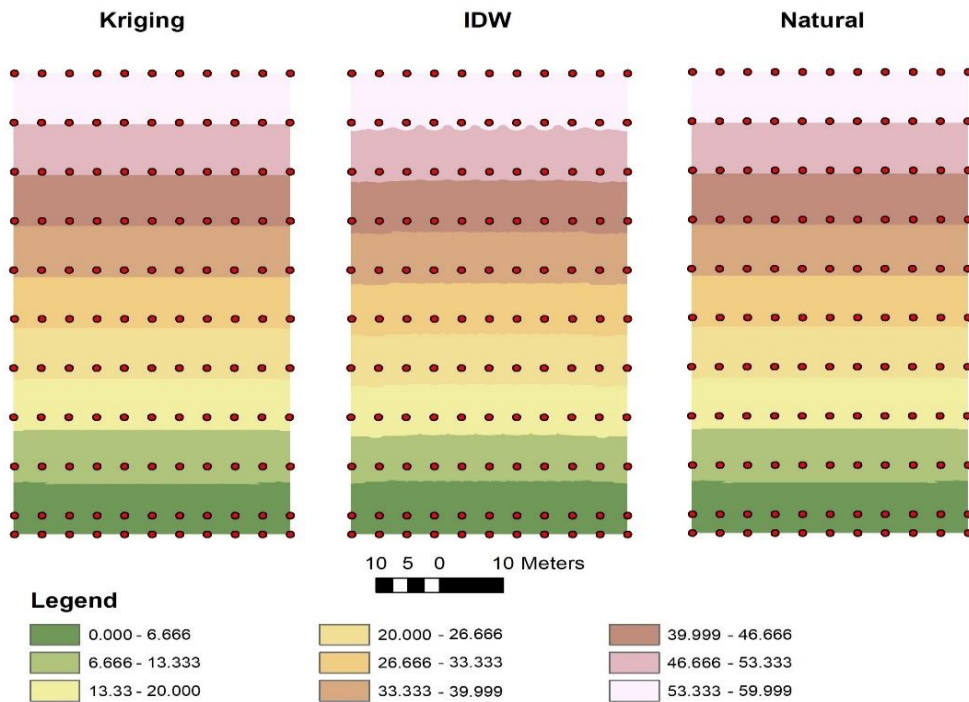 Kriging IDW Natural
10 5 0 10 Meters
Legend
0.000 - 6.666 20.000 - 26.666 39.999 - 46.666
6.666 - 13.333 26.666 - 33.333 46.666 - 53.333
13.33 - 20.000 33.333 - 39.999 53.333 - 59.999